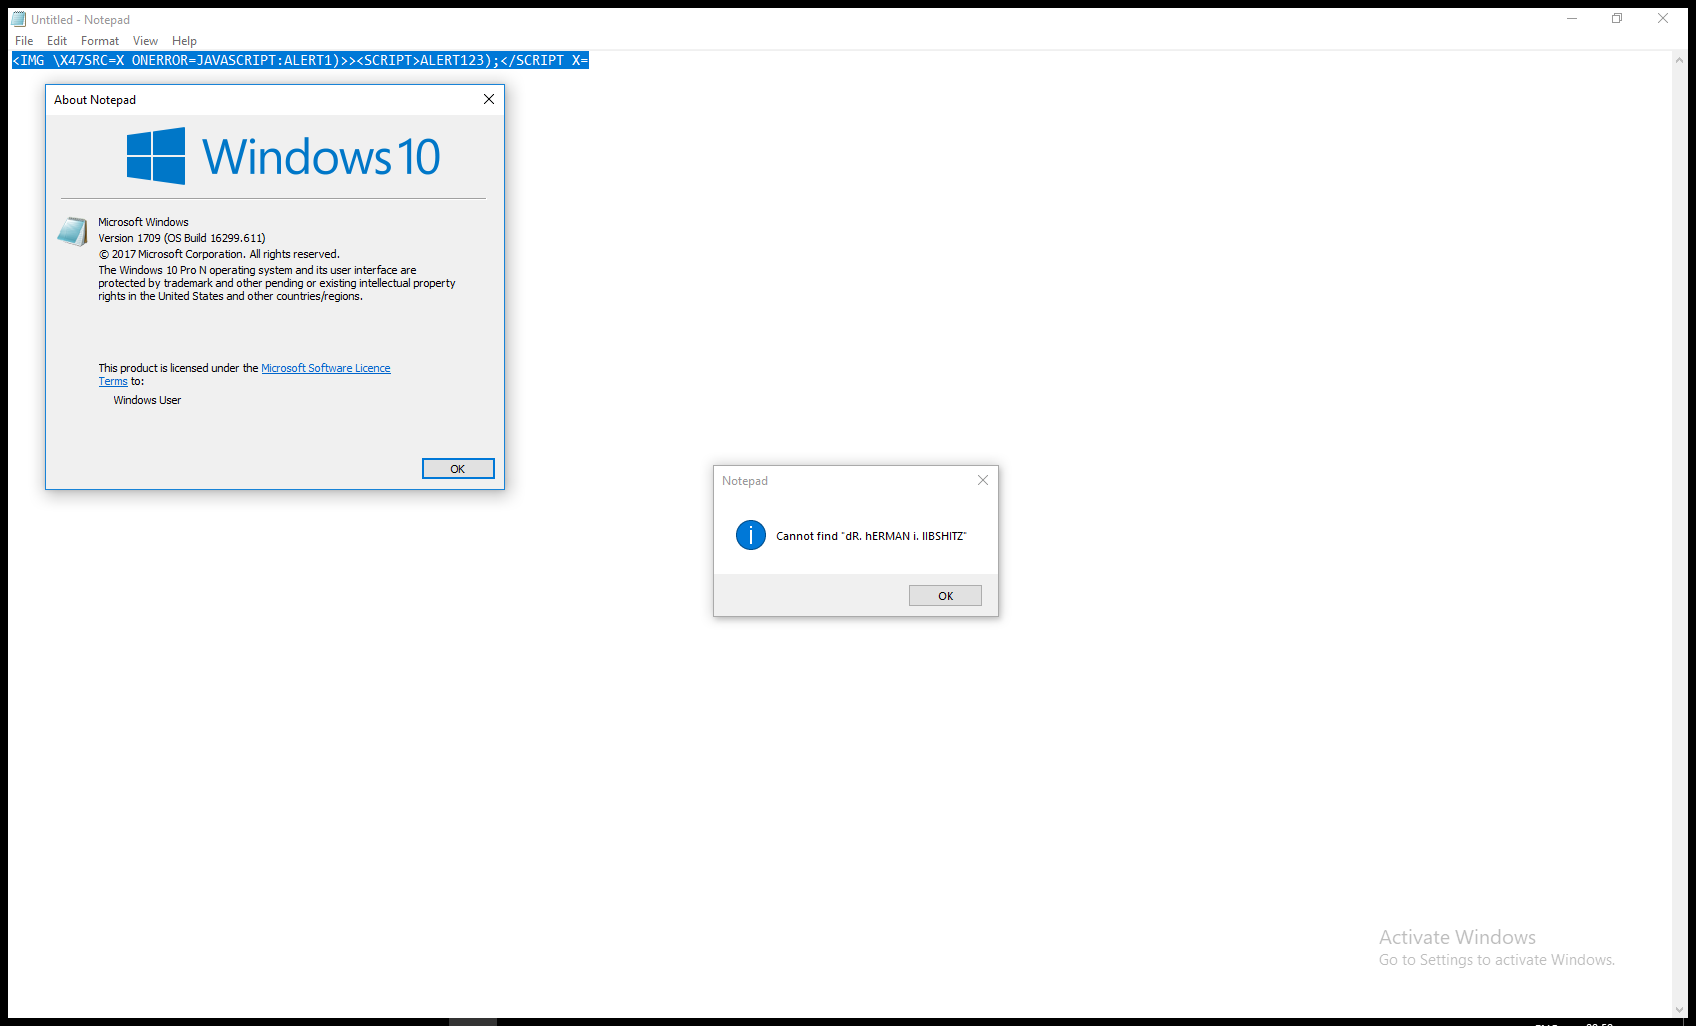 Untitled - Notepad
File Edit Format View Help
<IMG \X47SRC=X ONERROR=JAVASCRIPT:ALERT1)>><SCRIPT>ALERT123);</SCRIPT X=
About Notepad
Windows 10
Microsoft Windows
Version 1709 (OS Build 16299.611)
© 2017 Microsoft Corporation. All rights reserved.
The Windows 10 Pro N operating system and its user interface are
protected by trademark and other pending or existing intellectual property
rights in the United States and other countries/regions.
This product is licensed under the Microsoft Software Licence
Terms to:
Windows User
OK
Notepad
Cannot find "dR. hERMAN i. lIBSHITZ"
OK
Activate Windows
Go to Settings to activate Windows.